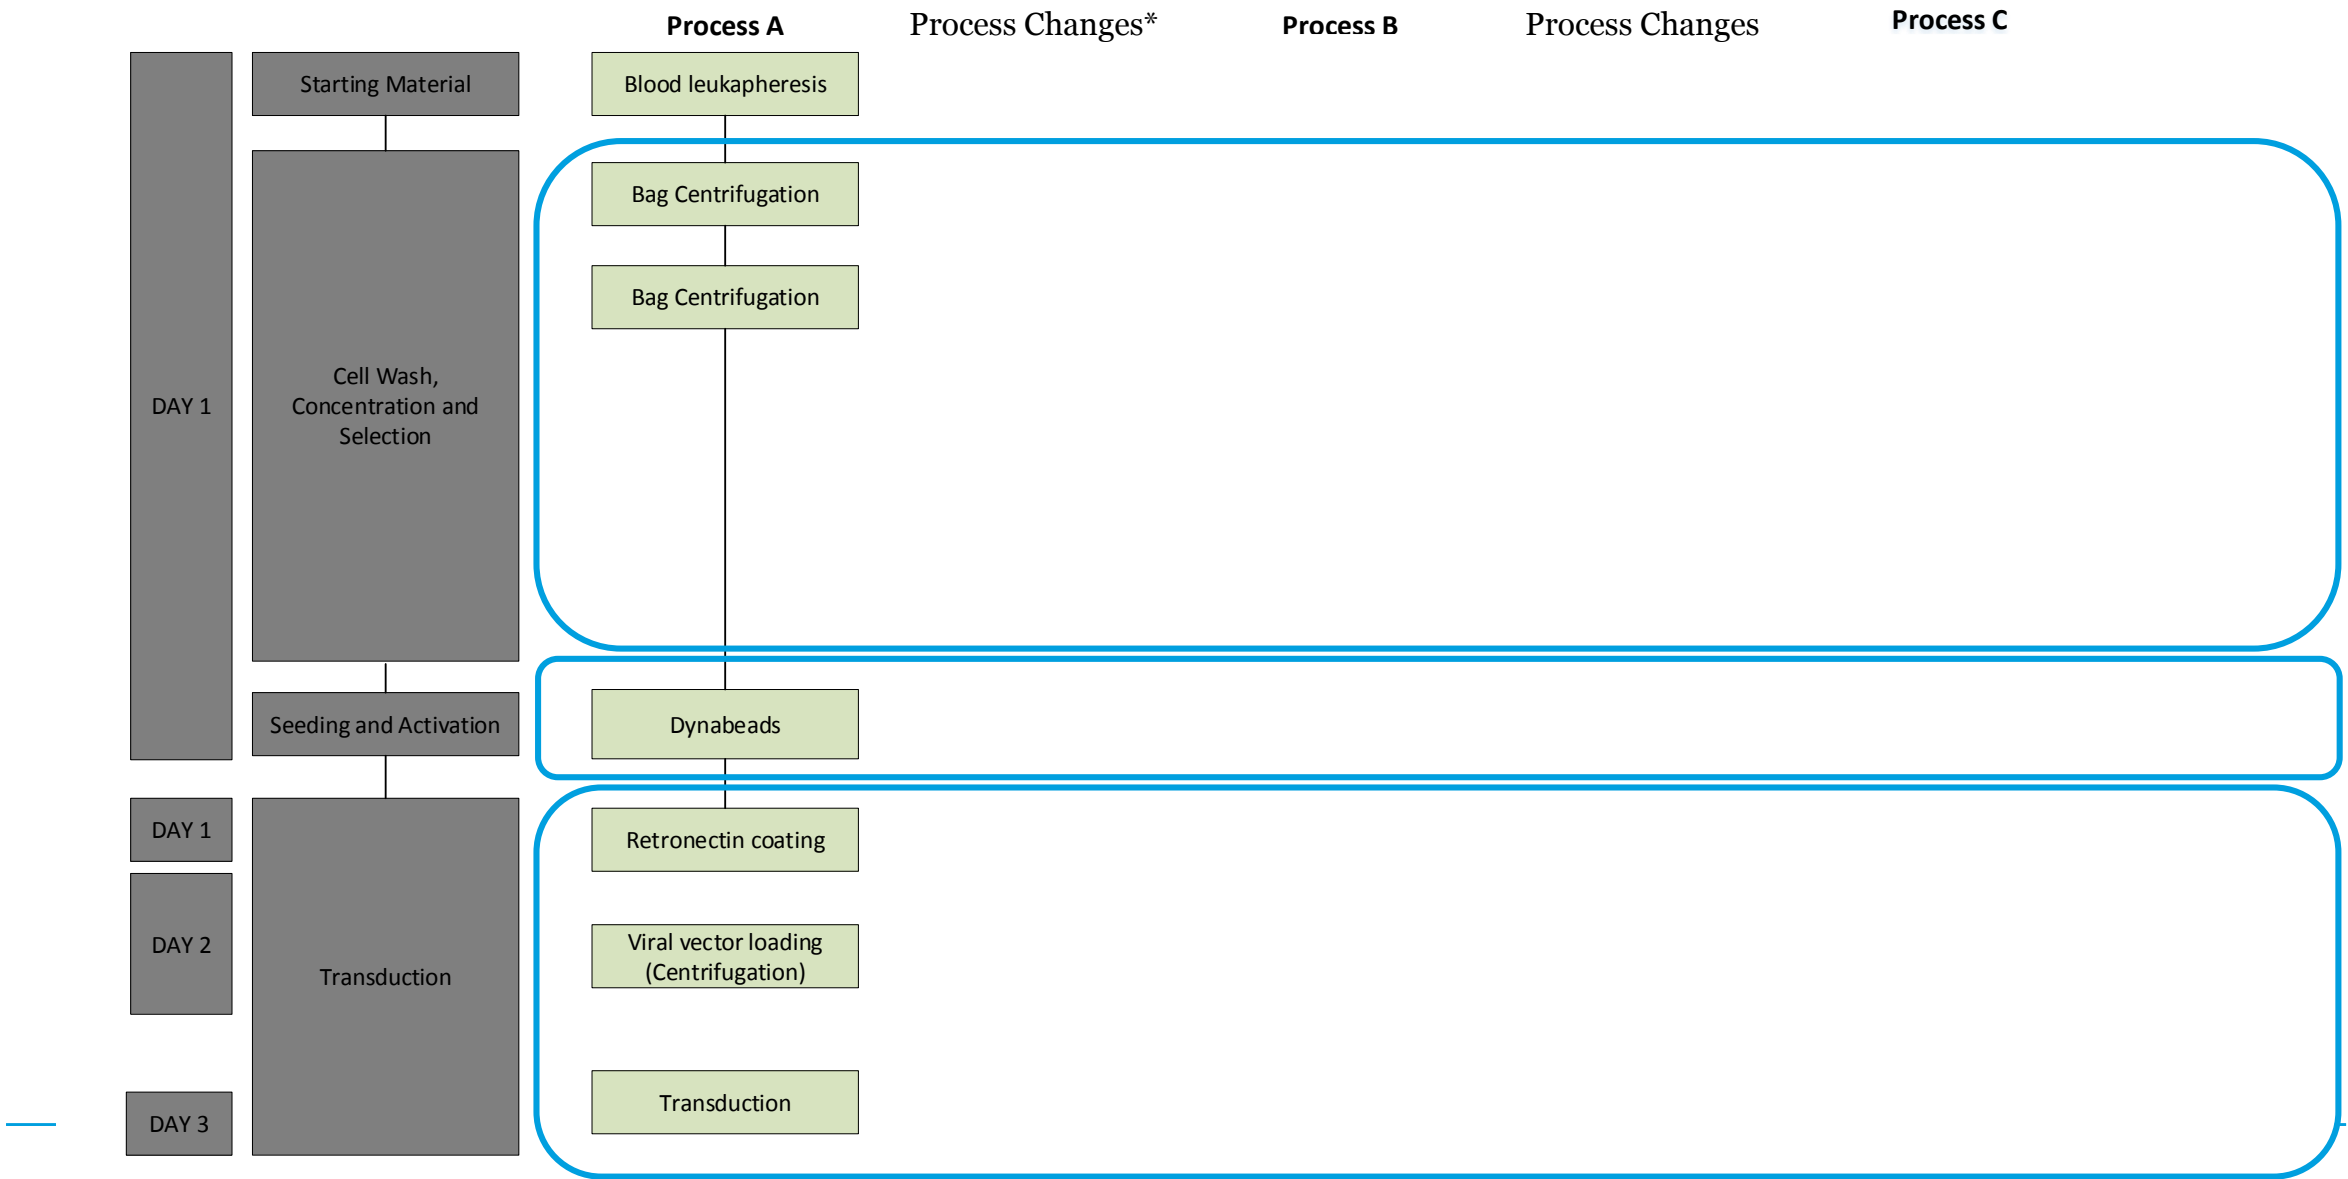 Process A
Process Changes*
Process B
Process Changes
Process C
Starting Material
Blood leukapheresis
Bag Centrifugation
Bag Centrifugation
DAY 1
Cell Wash,
Concentration and
Selection
Seeding and Activation
Dynabeads
DAY 1
Retronectin coating
DAY 2
Viral vector loading
(Centrifugation)
Transduction
Transduction
DAY 3